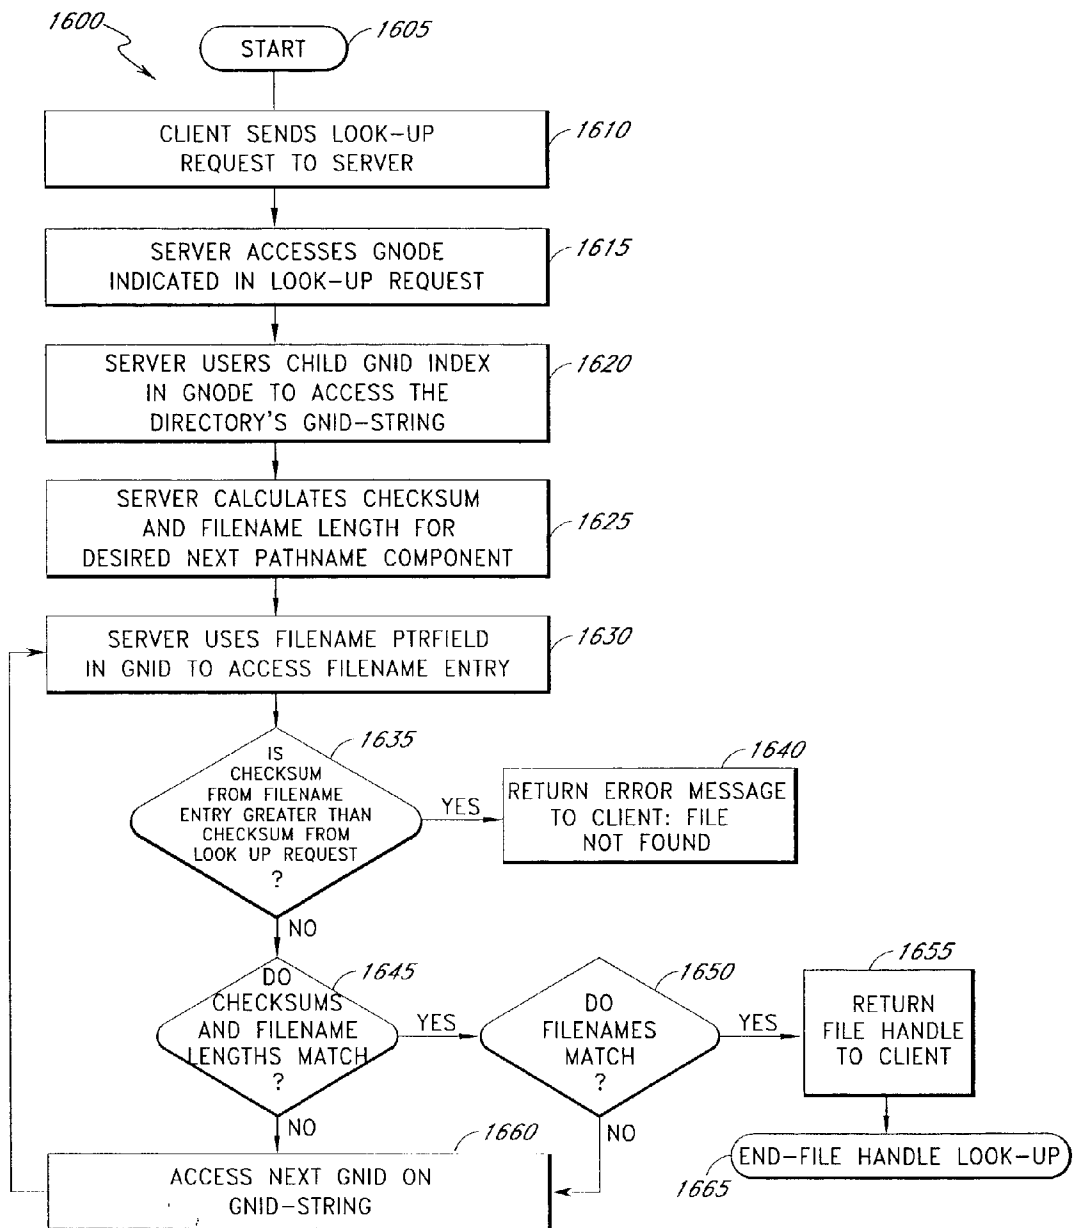 1600
START
1605
CLIENT SENDS LOOK-UP
REQUEST TO SERVER
1610
SERVER ACCESSES GNODE
INDICATED IN LOOK-UP REQUEST
1615
SERVER USERS CHILD GNID INDEX
IN GNODE TO ACCESS THE
DIRECTORY'S GNID-STRING
1620
SERVER CALCULATES CHECKSUM
AND FILENAME LENGTH FOR
DESIRED NEXT PATHNAME COMPONENT
1625
SERVER USES FILENAME PTRFIELD
IN GNID TO ACCESS FILENAME ENTRY
1630
IS
CHECKSUM
FROM FILENAME
ENTRY GREATER THAN
CHECKSUM FROM
LOOK UP REQUEST
?
1635
YES
RETURN ERROR MESSAGE
TO CLIENT: FILE
NOT FOUND
1640
NO
DO
CHECKSUMS
AND FILENAME
LENGTHS MATCH
?
1645
YES
DO
FILENAMES
MATCH
?
1650
YES
RETURN
FILE HANDLE
TO CLIENT
1655
NO
NO
ACCESS NEXT GNID ON
GNID-STRING
1660
END-FILE HANDLE LOOK-UP
1665